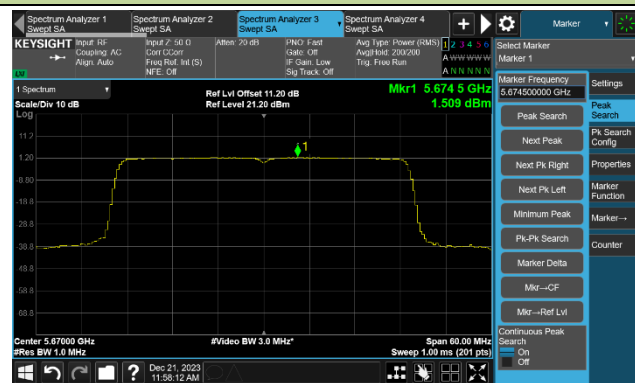 Spectrum Analyzer 1
Swept SA
Spectrum Analyzer 2
Swept SA
Spectrum Analyzer 3
Swept SA
Spectrum Analyzer 4
Swept SA
Marker
KEYSIGHT
Input: RF
Coupling: AC
Align: Auto
Input Z: 50 Ω
Corr CCorr
Freq Ref: Int (S)
NFE: Off
Atten: 20 dB
PNO: Fast
Gate: Off
IF Gain: Low
Sig Track: Off
Avg Type: Power (RMS)
Avg|Hold: 200/200
Trig: Free Run
1 2 3 4 5 6
A W W W W W
A N N N N N
Select Marker
Marker 1
1 Spectrum
Scale/Div 10 dB
Log
Ref Lvl Offset 11.20 dB
Ref Level 21.20 dBm
Mkr1 5.674 5 GHz
1.509 dBm
11.2
1.20
-8.80
-18.8
-28.8
-38.8
-48.8
-58.8
-68.8
1
Center 5.67000 GHz
#Res BW 1.0 MHz
#Video BW 3.0 MHz*
Span 60.00 MHz
Sweep 1.00 ms (201 pts)
Marker Frequency
5.674500000 GHz
Peak Search
Next Peak
Next Pk Right
Next Pk Left
Minimum Peak
Pk-Pk Search
Marker Delta
Mkr→CF
Mkr→Ref Lvl
Continuous Peak
Search
On
Off
Settings
Peak
Search
Pk Search
Config
Properties
Marker
Function
Marker→
Counter
?
Dec 21, 2023
11:58:12 AM